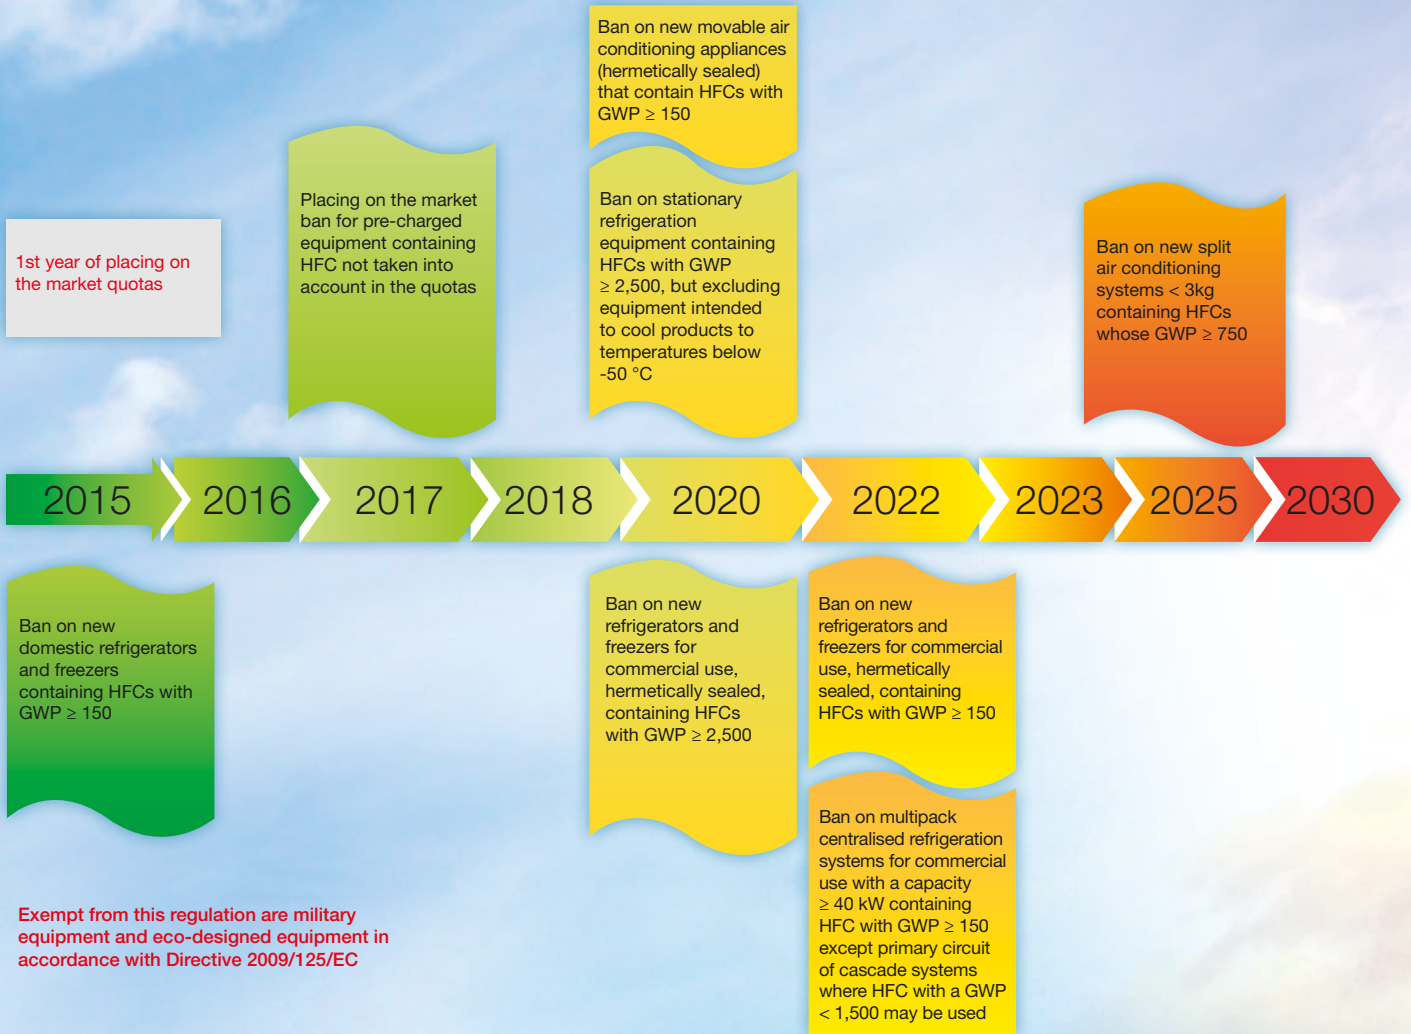 Ban on new movable air
conditioning appliances
(hermetically sealed)
that contain HFCs with
GWP ≥ 150
Placing on the market
ban for pre-charged
equipment containing
HFC not taken into
account in the quotas
Ban on stationary
refrigeration
equipment containing
HFCs with GWP
≥ 2,500, but excluding
equipment intended
to cool products to
temperatures below
-50 °C
1st year of placing on
the market quotas
Ban on new split
air conditioning
systems < 3kg
containing HFCs
whose GWP ≥ 750
2015 2016 2017 2018 2020 2022 2023 2025 2030
Ban on new
domestic refrigerators
and freezers
containing HFCs with
GWP ≥ 150
Ban on new
refrigerators and
freezers for
commercial use,
hermetically sealed,
containing HFCs
with GWP ≥ 2,500
Ban on new
refrigerators and
freezers for commercial
use, hermetically
sealed, containing
HFCs with GWP ≥ 150
Ban on multipack
centralised refrigeration
systems for commercial
use with a capacity
≥ 40 kW containing
HFC with GWP ≥ 150
except primary circuit
of cascade systems
where HFC with a GWP
< 1,500 may be used
Exempt from this regulation are military
equipment and eco-designed equipment in
accordance with Directive 2009/125/EC